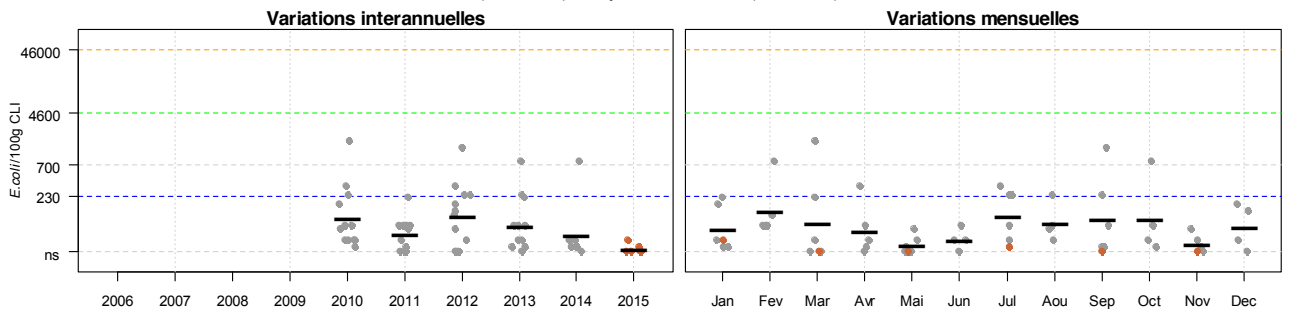 Variations interannuelles
Variations mensuelles
E.coli/100g CLI
46000
4600
700
230
ns
2006 2007 2008 2009 2010 2011 2012 2013 2014 2015
Jan Fev Mar Avr Mai Jun Jul Aou Sep Oct Nov Dec